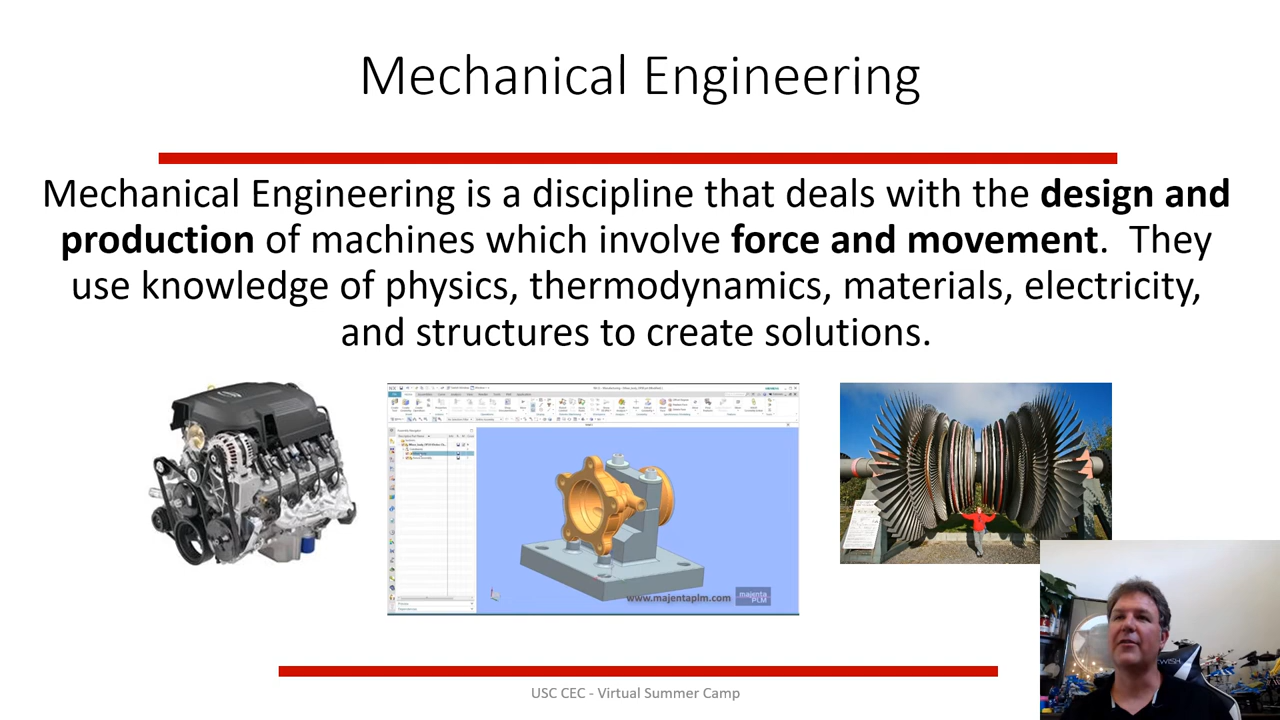 Mechanical Engineering
Mechanical Engineering is a discipline that deals with the design and
production of machines which involve force and movement.  They
use knowledge of physics, thermodynamics, materials, electricity,
and structures to create solutions.
www.majentaplm.com
majenta
PLM
USC CEC - Virtual Summer Camp